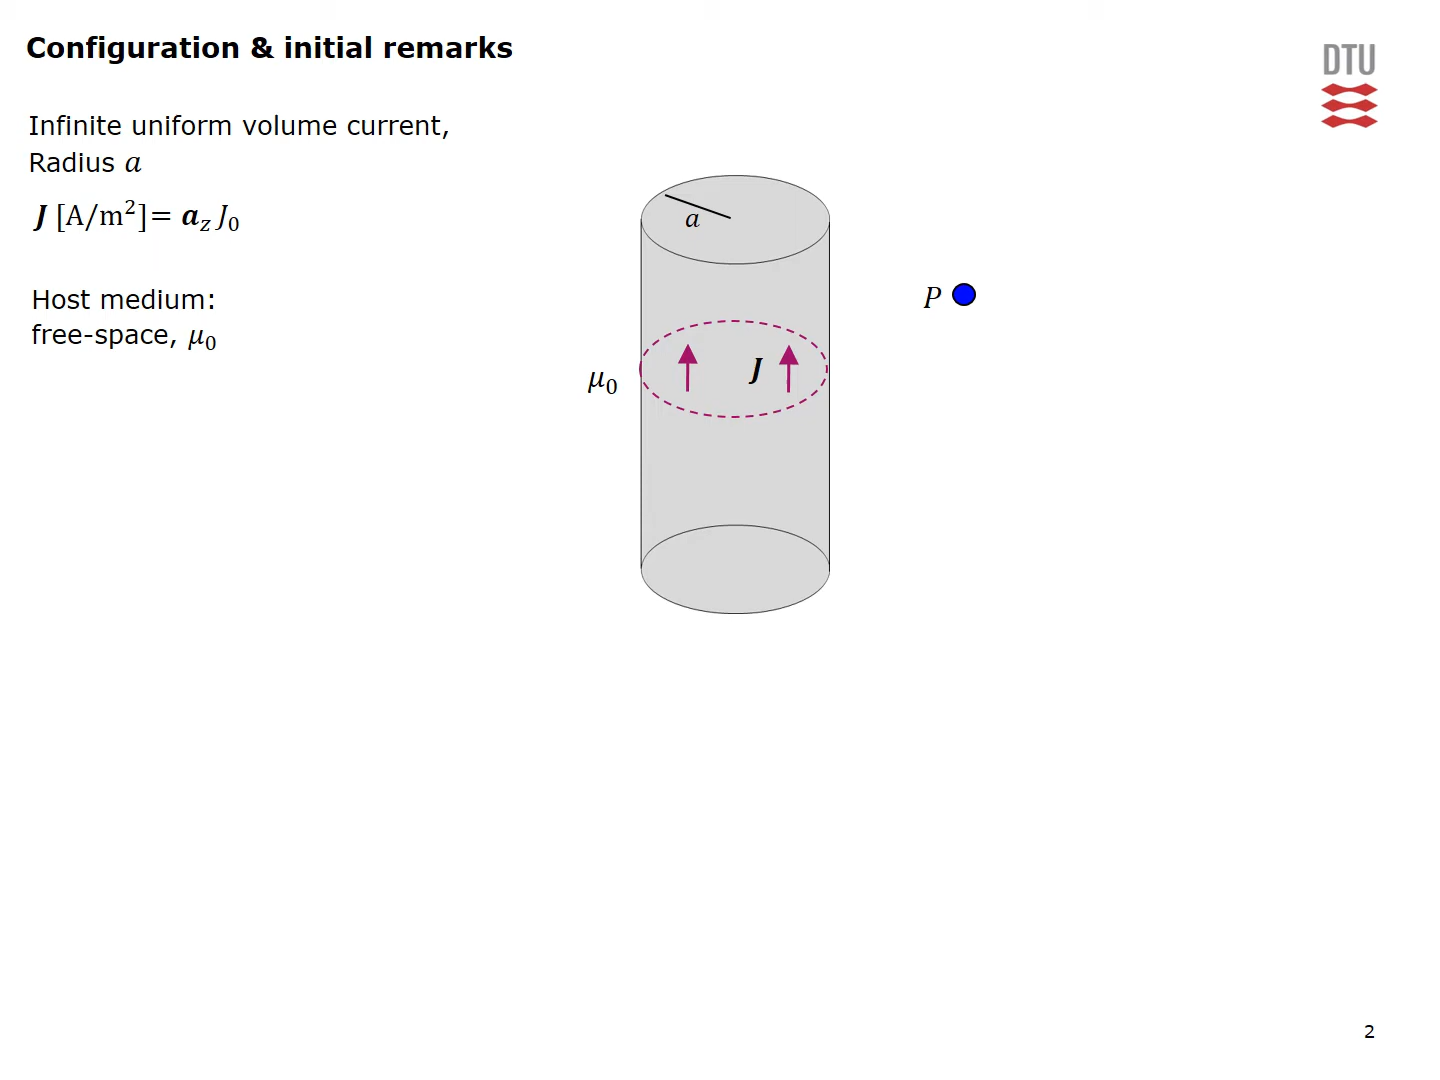 Configuration & initial remarks
DTU
Infinite uniform volume current,
Radius a
J [A/m²]= a_z J₀
Host medium:
free-space, μ₀
a
P
μ₀
J
2